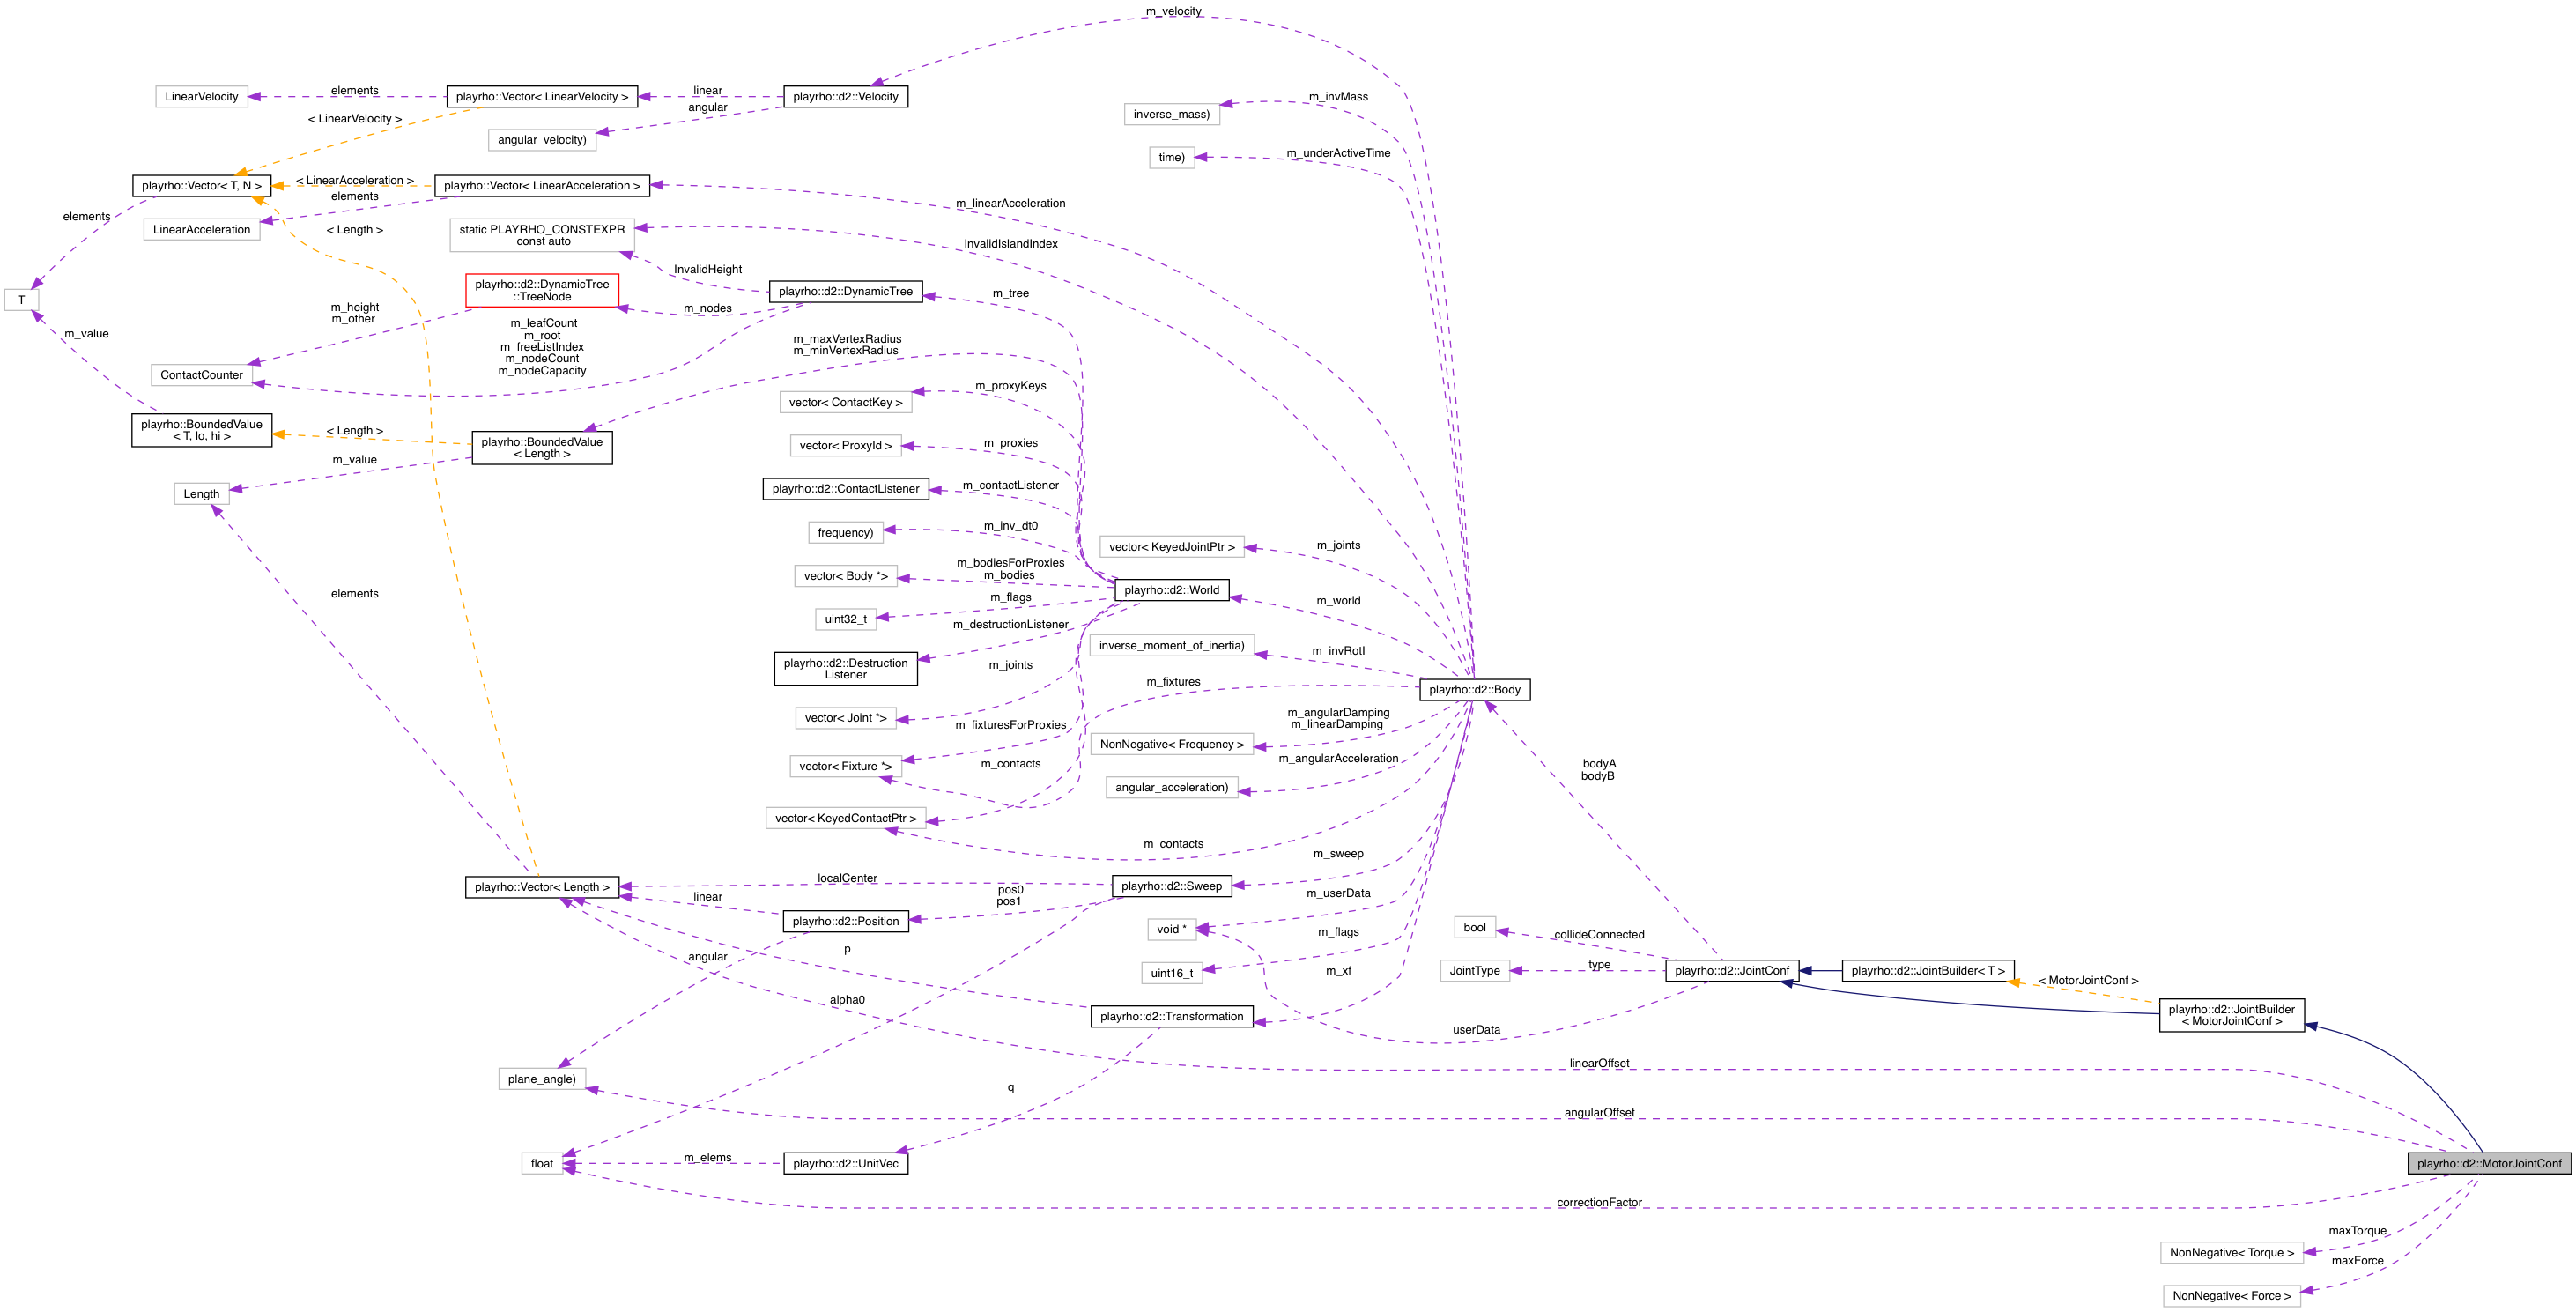 m_velocity
LinearVelocity
elements
playrho::Vector< LinearVelocity >
linear
playrho::d2::Velocity
angular
m_invMass
inverse_mass)
< LinearVelocity >
angular_velocity)
time)
m_underActiveTime
playrho::Vector< T, N >
< LinearAcceleration >
playrho::Vector< LinearAcceleration >
elements
elements
m_linearAcceleration
LinearAcceleration
< Length >
static PLAYRHO_CONSTEXPR
const auto
InvalidIslandIndex
InvalidHeight
T
playrho::d2::DynamicTree
::TreeNode
playrho::d2::DynamicTree
m_tree
m_nodes
m_height
m_other
m_leafCount
m_root
m_freeListIndex
m_nodeCount
m_nodeCapacity
m_value
m_maxVertexRadius
m_minVertexRadius
ContactCounter
m_proxyKeys
vector< ContactKey >
playrho::BoundedValue
< T, lo, hi >
< Length >
playrho::BoundedValue
< Length >
m_proxies
vector< ProxyId >
m_value
Length
m_contactListener
playrho::d2::ContactListener
m_inv_dt0
frequency)
vector< KeyedJointPtr >
m_joints
m_bodiesForProxies
m_bodies
vector< Body *>
playrho::d2::World
elements
m_flags
m_world
uint32_t
m_destructionListener
inverse_moment_of_inertia)
m_invRotI
playrho::d2::Destruction
Listener
m_joints
m_fixtures
playrho::d2::Body
vector< Joint *>
m_fixturesForProxies
m_angularDamping
m_linearDamping
NonNegative< Frequency >
vector< Fixture *>
m_contacts
m_angularAcceleration
bodyA
bodyB
angular_acceleration)
vector< KeyedContactPtr >
m_contacts
m_sweep
playrho::Vector< Length >
localCenter
playrho::d2::Sweep
pos0
pos1
linear
m_userData
playrho::d2::Position
void *
bool
collideConnected
m_flags
p
angular
m_xf
uint16_t
JointType
type
playrho::d2::JointConf
playrho::d2::JointBuilder< T >
< MotorJointConf >
alpha0
playrho::d2::Transformation
playrho::d2::JointBuilder
< MotorJointConf >
userData
linearOffset
plane_angle)
q
angularOffset
float
m_elems
playrho::d2::UnitVec
playrho::d2::MotorJointConf
correctionFactor
maxTorque
NonNegative< Torque >
maxForce
NonNegative< Force >